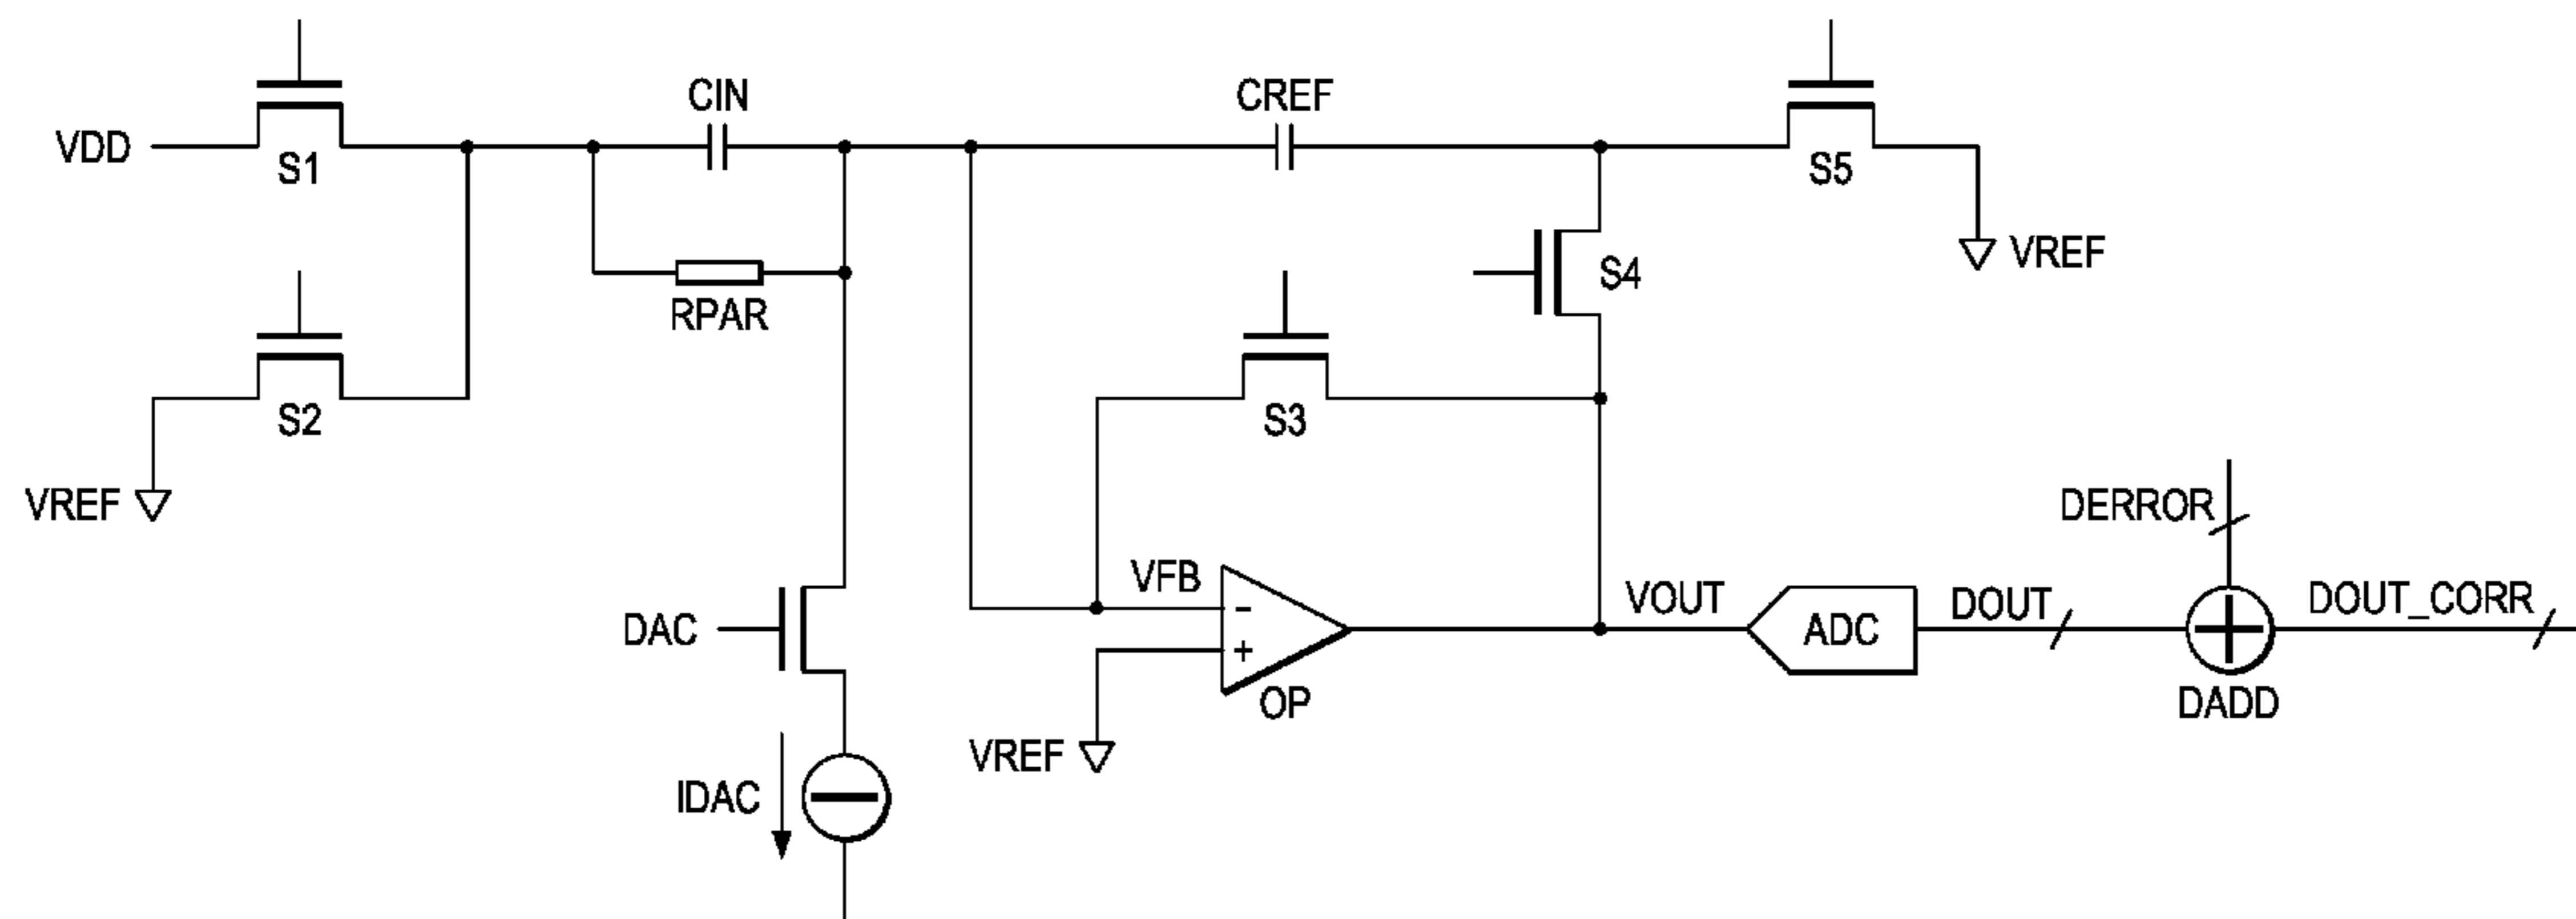 CIN
CREF
VDD
S1
S5
VREF
S4
RPAR
S2
S3
VREF
DERROR
VFB
VOUT
DOUT
DOUT_CORR
DAC
-
ADC
+
OP
DADD
VREF
IDAC